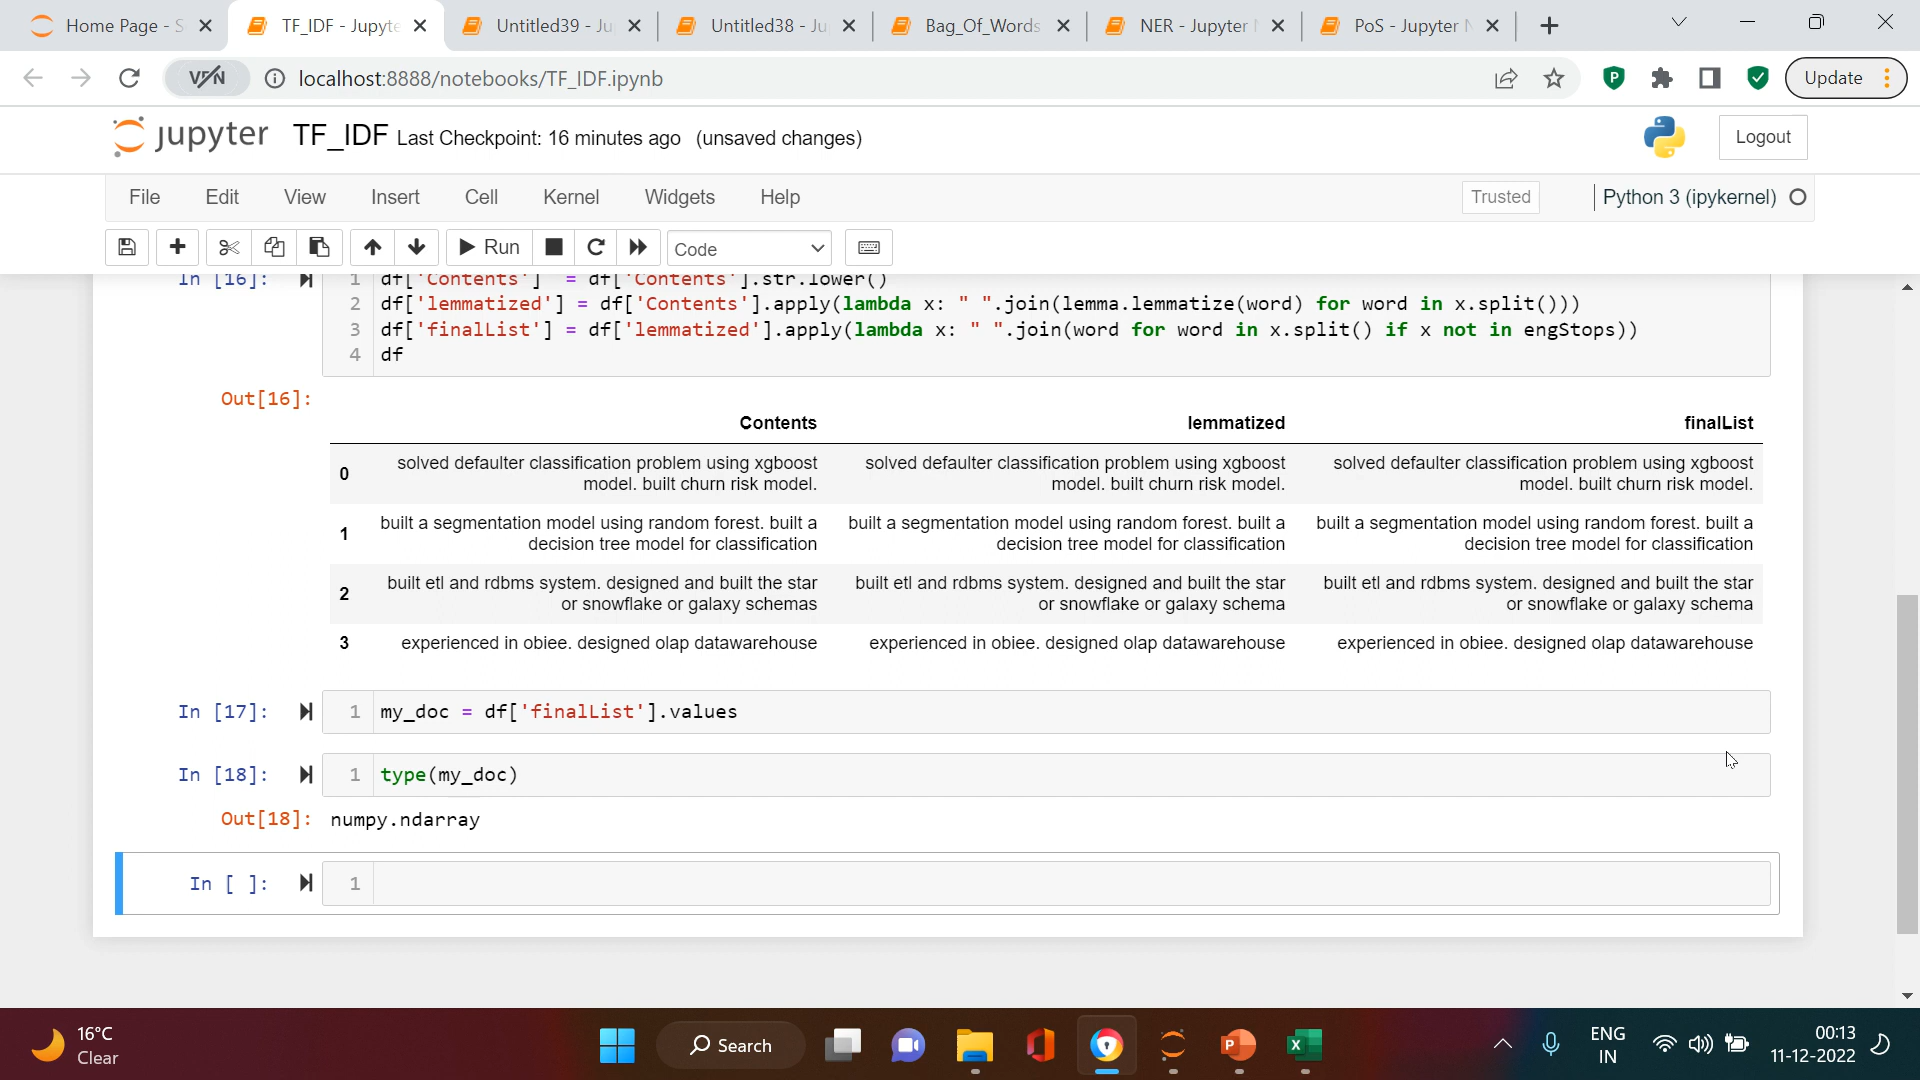 Home Page - S
TF_IDF - Jupyte
Untitled39 - Ju
Untitled38 - Ju
Bag_Of_Words
NER - Jupyter
PoS - Jupyter N
VPN
localhost:8888/notebooks/TF_IDF.ipynb
Update
jupyter TF_IDF Last Checkpoint: 16 minutes ago (unsaved changes)
Logout
File Edit View Insert Cell Kernel Widgets Help
Trusted
Python 3 (ipykernel)
Run
Code
In [16]:
1 df['Contents'] = df['Contents'].str.lower()
2 df['lemmatized'] = df['Contents'].apply(lambda x: " ".join(lemma.lemmatize(word) for word in x.split()))
3 df['finalList'] = df['lemmatized'].apply(lambda x: " ".join(word for word in x.split() if x not in engStops))
4 df
Out[16]:
Contents lemmatized finalList
0 solved defaulter classification problem using xgboost solved defaulter classification problem using xgboost solved defaulter classification problem using xgboost
model. built churn risk model. model. built churn risk model. model. built churn risk model.
1 built a segmentation model using random forest. built a built a segmentation model using random forest. built a built a segmentation model using random forest. built a
decision tree model for classification decision tree model for classification decision tree model for classification
2 built etl and rdbms system. designed and built the star built etl and rdbms system. designed and built the star built etl and rdbms system. designed and built the star
or snowflake or galaxy schemas or snowflake or galaxy schema or snowflake or galaxy schema
3 experienced in obiee. designed olap datawarehouse experienced in obiee. designed olap datawarehouse experienced in obiee. designed olap datawarehouse
In [17]: 1 my_doc = df['finalList'].values
In [18]: 1 type(my_doc)
Out[18]: numpy.ndarray
In [ ]: 1
16°C
Clear
Search
ENG
IN
00:13
11-12-2022